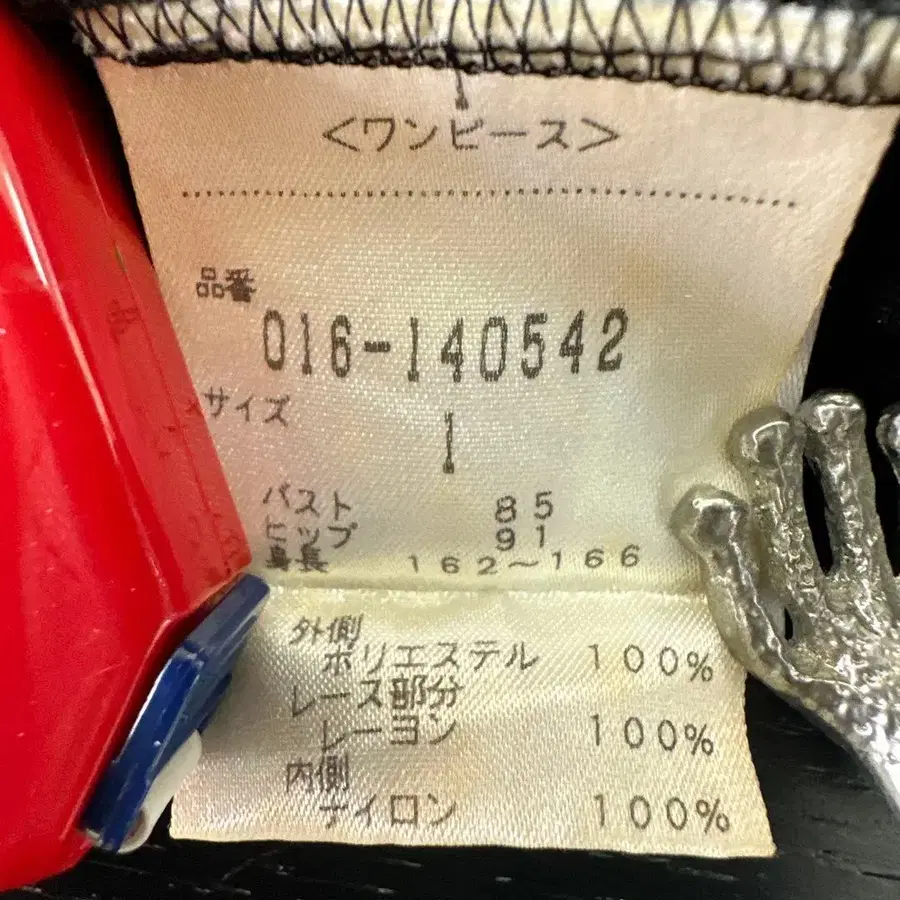 <ワンピース>
品番
016-140542
サイズ
1
バスト 85
ヒップ 91
身長 162~166
外側
ポリエステル 100%
レース部分
レーヨン 100%
内側
ナイロン 100%